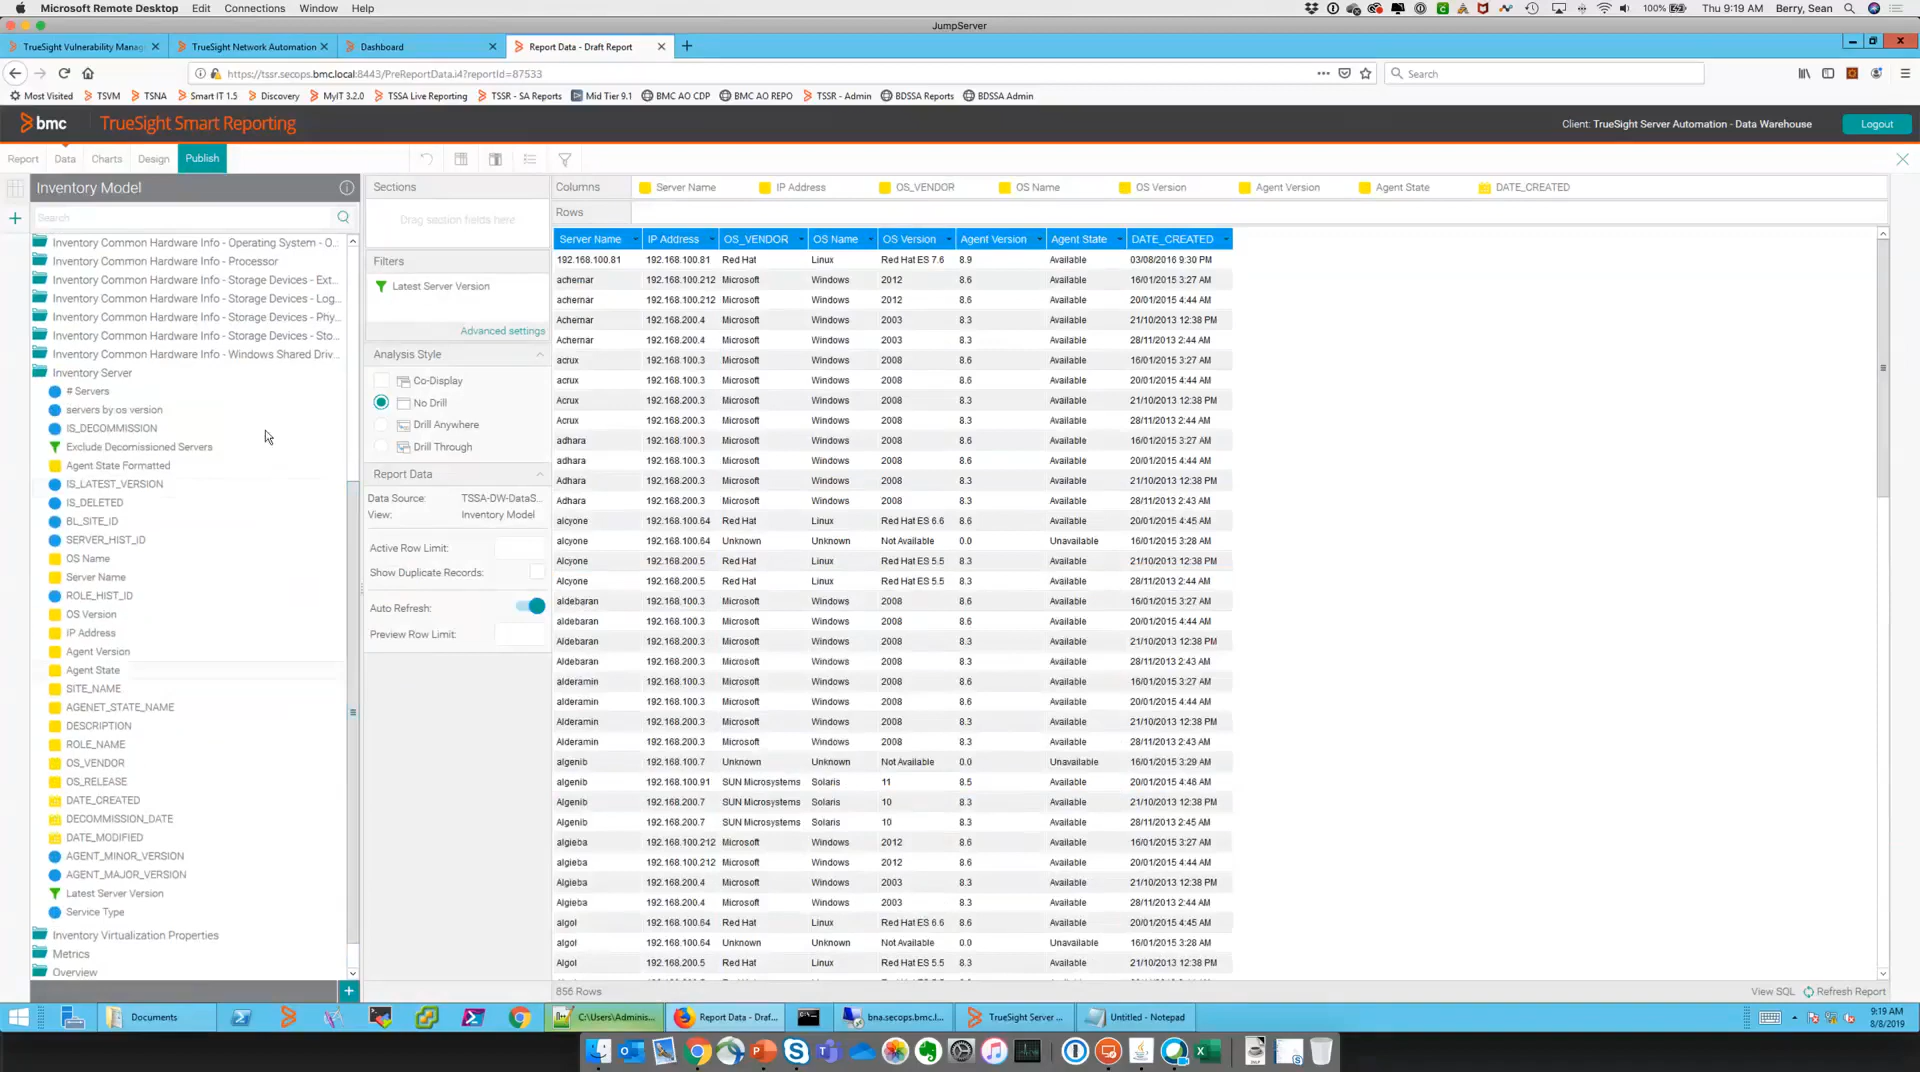 Microsoft Remote Desktop Edit Connections Window Help
100% Thu 9:19 AM Berry, Sean
JumpServer
TrueSight Vulnerability Manag
TrueSight Network Automation
Dashboard
Report Data - Draft Report
https://tssr.secops.bmc.local:8443/PreReportData.i4?reportId=87533
Search
Most Visited TSVM TSNA Smart IT 1.5 Discovery MyIT 3.2.0 TSSA Live Reporting TSSR - SA Reports Mid Tier 9.1 BMC AO CDP BMC AO REPO TSSR - Admin BDSSA Reports BDSSA Admin
bmc TrueSight Smart Reporting
Client: TrueSight Server Automation - Data Warehouse
Logout
Report Data Charts Design Publish
Inventory Model
Search
Inventory Common Hardware Info - Operating System - O...
Inventory Common Hardware Info - Processor
Inventory Common Hardware Info - Storage Devices - Ext...
Inventory Common Hardware Info - Storage Devices - Log...
Inventory Common Hardware Info - Storage Devices - Phy...
Inventory Common Hardware Info - Storage Devices - Sto...
Inventory Common Hardware Info - Windows Shared Driv...
Inventory Server
# Servers
servers by os version
IS_DECOMMISSION
Exclude Decomissioned Servers
Agent State Formatted
IS_LATEST_VERSION
IS_DELETED
BL_SITE_ID
SERVER_HIST_ID
OS Name
Server Name
ROLE_HIST_ID
OS Version
IP Address
Agent Version
Agent State
SITE_NAME
AGENET_STATE_NAME
DESCRIPTION
ROLE_NAME
OS_VENDOR
OS_RELEASE
DATE_CREATED
DECOMMISSION_DATE
DATE_MODIFIED
AGENT_MINOR_VERSION
AGENT_MAJOR_VERSION
Latest Server Version
Service Type
Inventory Virtualization Properties
Metrics
Overview
Sections
Drag section fields here
Filters
Latest Server Version
Advanced settings
Analysis Style
Co-Display
No Drill
Drill Anywhere
Drill Through
Report Data
Data Source: TSSA-DW-DataS...
View: Inventory Model
Active Row Limit:
Show Duplicate Records:
Auto Refresh:
Preview Row Limit:
Columns Server Name IP Address OS_VENDOR OS Name OS Version Agent Version Agent State DATE_CREATED
Rows
Server Name IP Address OS_VENDOR OS Name OS Version Agent Version Agent State DATE_CREATED
192.168.100.81 192.168.100.81 Red Hat Linux Red Hat ES 7.6 8.9 Available 03/08/2016 9:30 PM
achernar 192.168.100.212 Microsoft Windows 2012 8.6 Available 16/01/2015 3:27 AM
achernar 192.168.100.212 Microsoft Windows 2012 8.6 Available 20/01/2015 4:44 AM
Achernar 192.168.200.4 Microsoft Windows 2003 8.3 Available 21/10/2013 12:38 PM
Achernar 192.168.200.4 Microsoft Windows 2003 8.3 Available 28/11/2013 2:44 AM
acrux 192.168.100.3 Microsoft Windows 2008 8.6 Available 16/01/2015 3:27 AM
acrux 192.168.100.3 Microsoft Windows 2008 8.6 Available 20/01/2015 4:44 AM
Acrux 192.168.200.3 Microsoft Windows 2008 8.3 Available 21/10/2013 12:38 PM
Acrux 192.168.200.3 Microsoft Windows 2008 8.3 Available 28/11/2013 2:44 AM
adhara 192.168.100.3 Microsoft Windows 2008 8.6 Available 16/01/2015 3:27 AM
adhara 192.168.100.3 Microsoft Windows 2008 8.6 Available 20/01/2015 4:44 AM
Adhara 192.168.200.3 Microsoft Windows 2008 8.3 Available 21/10/2013 12:38 PM
Adhara 192.168.200.3 Microsoft Windows 2008 8.3 Available 28/11/2013 2:43 AM
alcyone 192.168.100.64 Red Hat Linux Red Hat ES 6.6 8.6 Available 20/01/2015 4:45 AM
alcyone 192.168.100.64 Unknown Unknown Not Available 0.0 Unavailable 16/01/2015 3:28 AM
Alcyone 192.168.200.5 Red Hat Linux Red Hat ES 5.5 8.3 Available 21/10/2013 12:38 PM
Alcyone 192.168.200.5 Red Hat Linux Red Hat ES 5.5 8.3 Available 28/11/2013 2:44 AM
aldebaran 192.168.100.3 Microsoft Windows 2008 8.6 Available 16/01/2015 3:27 AM
aldebaran 192.168.100.3 Microsoft Windows 2008 8.6 Available 20/01/2015 4:44 AM
Aldebaran 192.168.200.3 Microsoft Windows 2008 8.3 Available 21/10/2013 12:38 PM
Aldebaran 192.168.200.3 Microsoft Windows 2008 8.3 Available 28/11/2013 2:43 AM
alderamin 192.168.100.3 Microsoft Windows 2008 8.6 Available 16/01/2015 3:27 AM
alderamin 192.168.100.3 Microsoft Windows 2008 8.6 Available 20/01/2015 4:44 AM
Alderamin 192.168.200.3 Microsoft Windows 2008 8.3 Available 21/10/2013 12:38 PM
Alderamin 192.168.200.3 Microsoft Windows 2008 8.3 Available 28/11/2013 2:43 AM
algenib 192.168.100.7 Unknown Unknown Not Available 0.0 Unavailable 16/01/2015 3:29 AM
algenib 192.168.100.91 SUN Microsystems Solaris 11 8.5 Available 20/01/2015 4:46 AM
Algenib 192.168.200.7 SUN Microsystems Solaris 10 8.3 Available 21/10/2013 12:38 PM
Algenib 192.168.200.7 SUN Microsystems Solaris 10 8.3 Available 28/11/2013 2:45 AM
algieba 192.168.100.212 Microsoft Windows 2012 8.6 Available 16/01/2015 3:27 AM
algieba 192.168.100.212 Microsoft Windows 2012 8.6 Available 20/01/2015 4:44 AM
Algieba 192.168.200.4 Microsoft Windows 2003 8.3 Available 21/10/2013 12:38 PM
Algieba 192.168.200.4 Microsoft Windows 2003 8.3 Available 28/11/2013 2:44 AM
algol 192.168.100.64 Red Hat Linux Red Hat ES 6.6 8.6 Available 20/01/2015 4:45 AM
algol 192.168.100.64 Unknown Unknown Not Available 0.0 Unavailable 16/01/2015 3:28 AM
Algol 192.168.200.5 Red Hat Linux Red Hat ES 5.5 8.3 Available 21/10/2013 12:38 PM
856 Rows
View SQL Refresh Report
Documents
C:\Users\Adminis...
Report Data - Draf...
bna.secops.bmc.l...
TrueSight Server ...
Untitled - Notepad
9:19 AM
8/8/2019